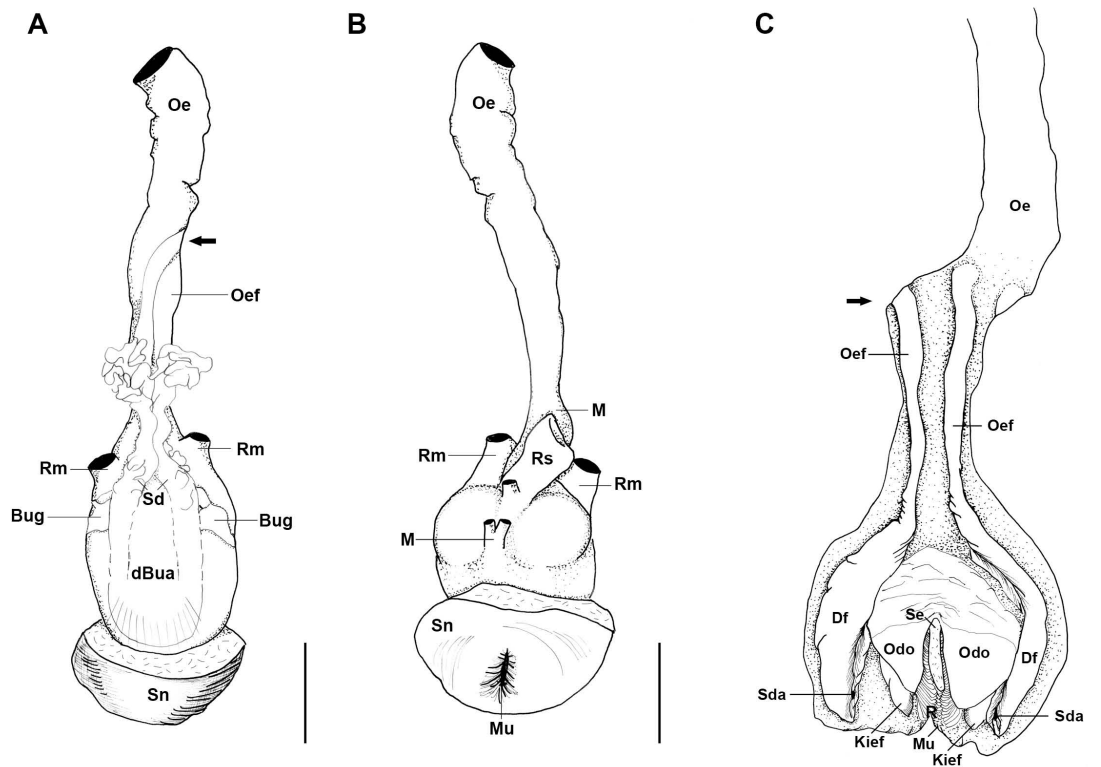 A
B
C
Oe
Oef
Rm
Rm
Sd
Bug
Bug
dBua
Sn
Oe
M
Rm
Rs
Rm
M
Sn
Mu
Oe
Oef
Oef
Se
Df
Odo
Odo
Df
Sda
R
Sda
Kief
Mu
Kief